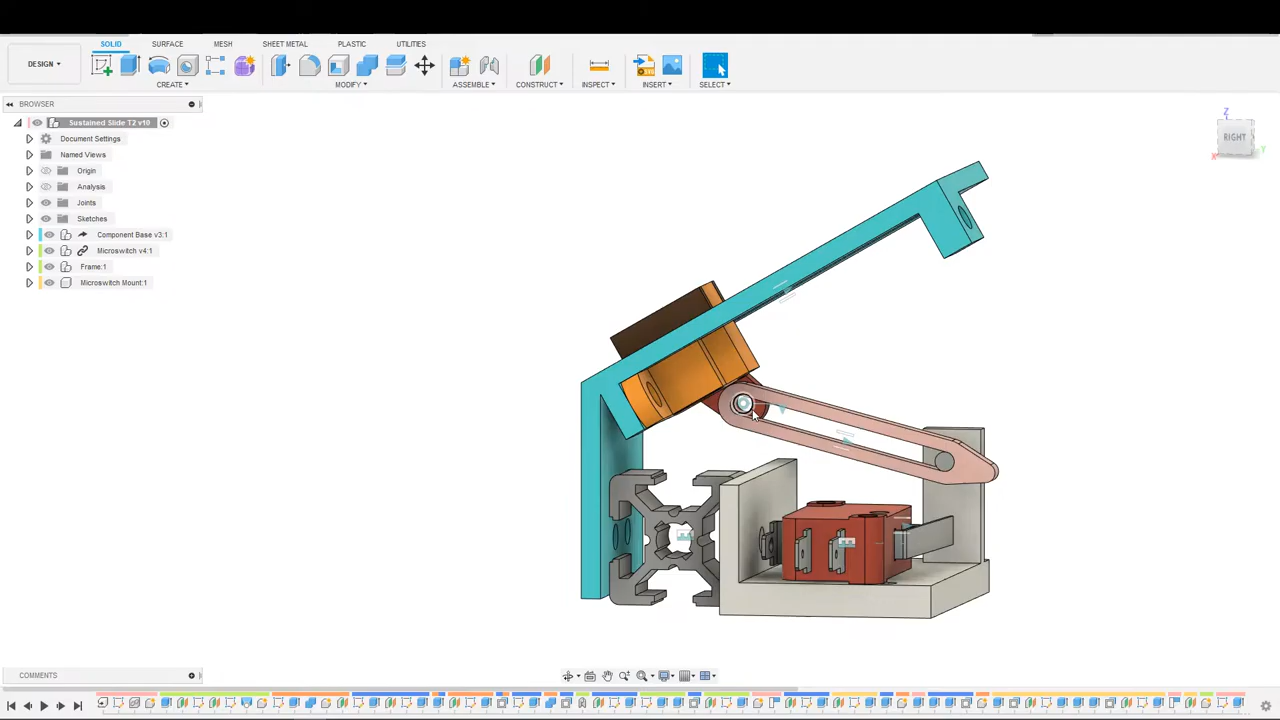 SOLID SURFACE MESH SHEET METAL PLASTIC UTILITIES
DESIGN
CREATE MODIFY ASSEMBLE CONSTRUCT INSPECT INSERT SELECT
BROWSER
Sustained Slide T2 v10
Document Settings
Named Views
Origin
Analysis
Joints
Sketches
Component Base v3:1
Microswitch v4:1
Frame:1
Microswitch Mount:1
Z
RIGHT
X
Y
COMMENTS